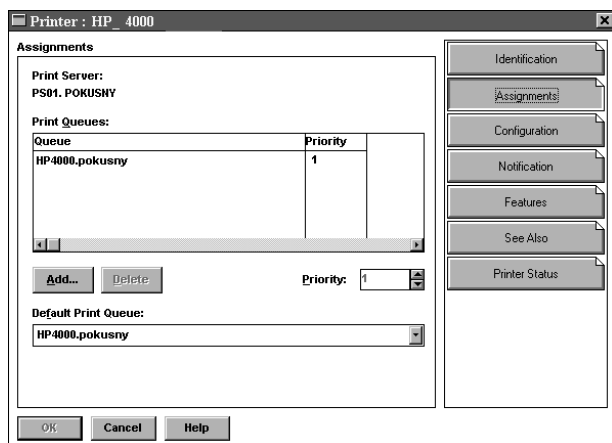 Printer : HP_ 4000
Assignments
Print Server:
PS01. POKUSNY
Print Queues:
Queue Priority
HP4000.pokusny 1
Add... Delete Priority: 1
Default Print Queue:
HP4000.pokusny
OK Cancel Help
Identification
Assignments
Configuration
Notification
Features
See Also
Printer Status